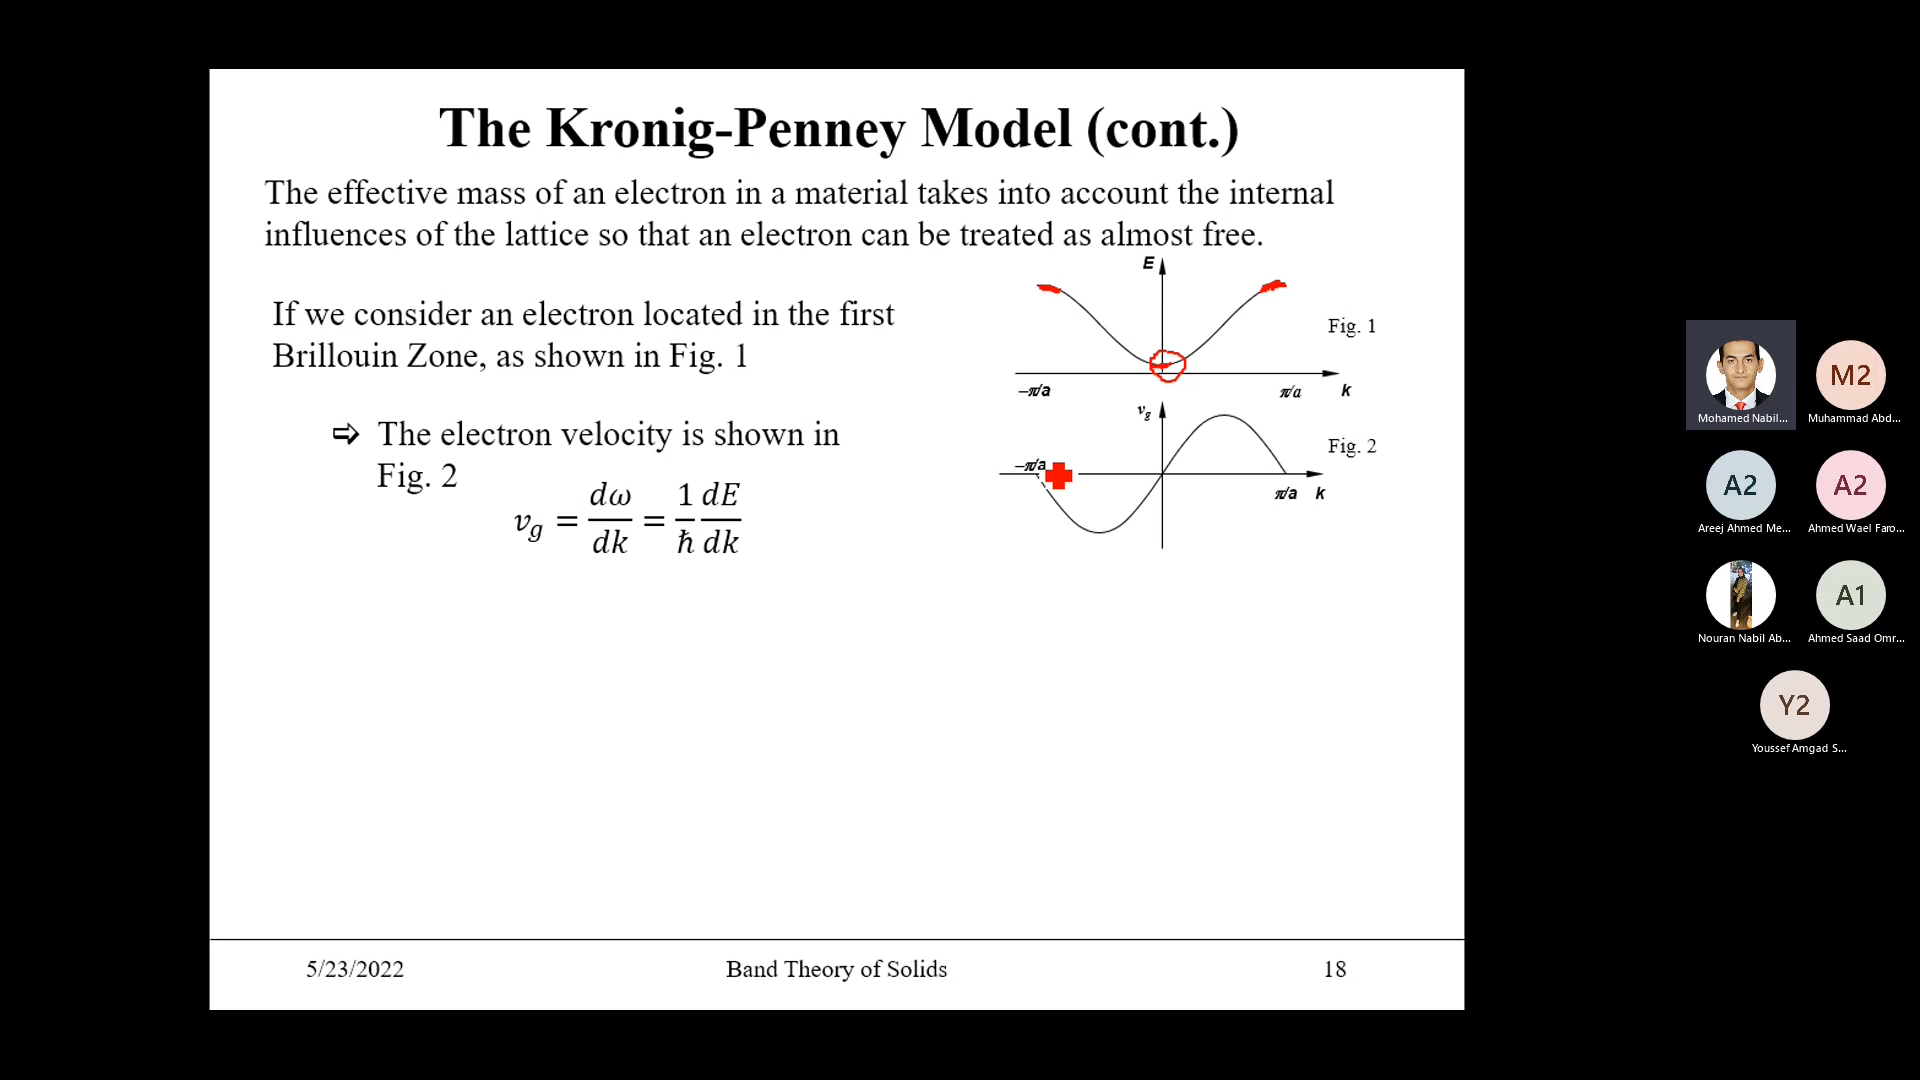 The Kronig-Penney Model (cont.)
The effective mass of an electron in a material takes into account the internal
influences of the lattice so that an electron can be treated as almost free.
If we consider an electron located in the first
Brillouin Zone, as shown in Fig. 1
⇨ The electron velocity is shown in
Fig. 2
v_g = dω/dk = 1/ħ dE/dk
E
Fig. 1
–π/a
π/a
k
v_g
Fig. 2
–π/a
π/a
k
5/23/2022
Band Theory of Solids
18
Mohamed Nabil...
M2
Muhammad Abd...
A2
Areej Ahmed Me...
A2
Ahmed Wael Faro...
Nouran Nabil Ab...
A1
Ahmed Saad Omr...
Y2
Youssef Amgad S...